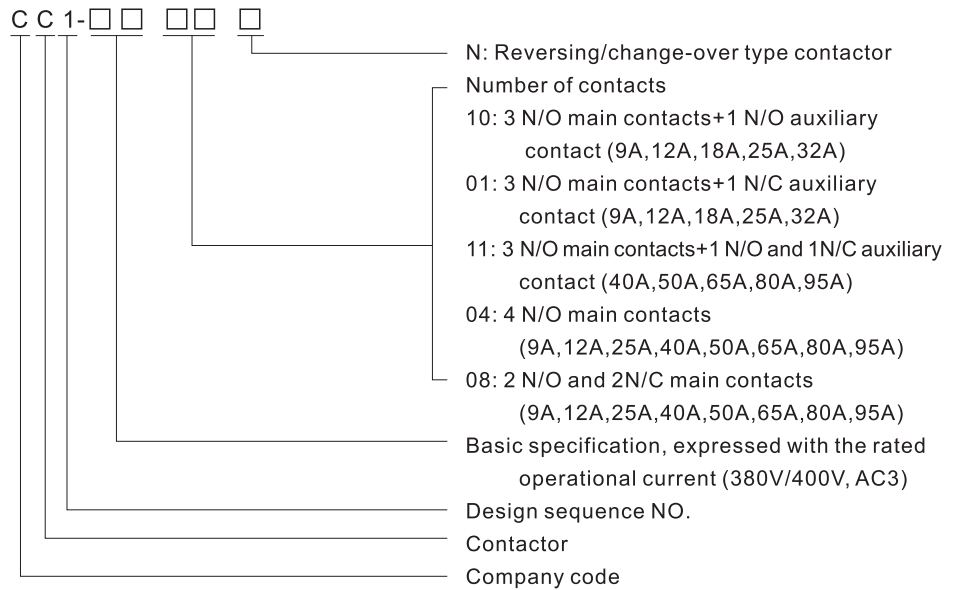 C C 1-□□ □□ □
N: Reversing/change-over type contactor
Number of contacts
10: 3 N/O main contacts+1 N/O auxiliary
contact (9A,12A,18A,25A,32A)
01: 3 N/O main contacts+1 N/C auxiliary
contact (9A,12A,18A,25A,32A)
11: 3 N/O main contacts+1 N/O and 1N/C auxiliary
contact (40A,50A,65A,80A,95A)
04: 4 N/O main contacts
(9A,12A,25A,40A,50A,65A,80A,95A)
08: 2 N/O and 2N/C main contacts
(9A,12A,25A,40A,50A,65A,80A,95A)
Basic specification, expressed with the rated
operational current (380V/400V, AC3)
Design sequence NO.
Contactor
Company code